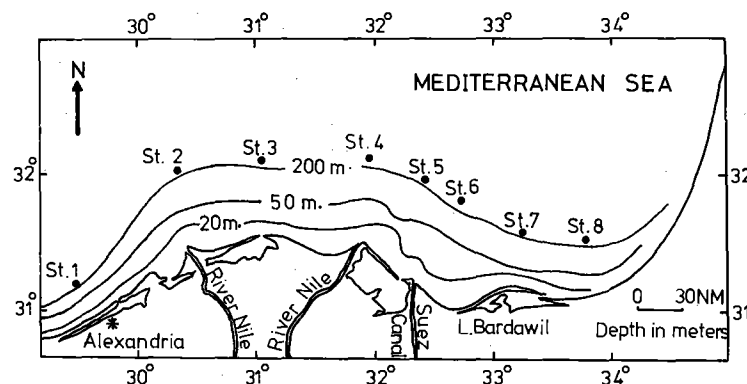 30° 31° 32° 33° 34°
N
MEDITERRANEAN SEA
St. 2 St.3 St.4
200 m. St.5
32° 32°
St.6
50 m.
St.7 St.8
20m.
St.1
River Nile River Nile
31° 0 30NM 31°
Canal Suez
L.Bardawil Depth in meters
* Alexandria
30° 31° 32° 33° 34°